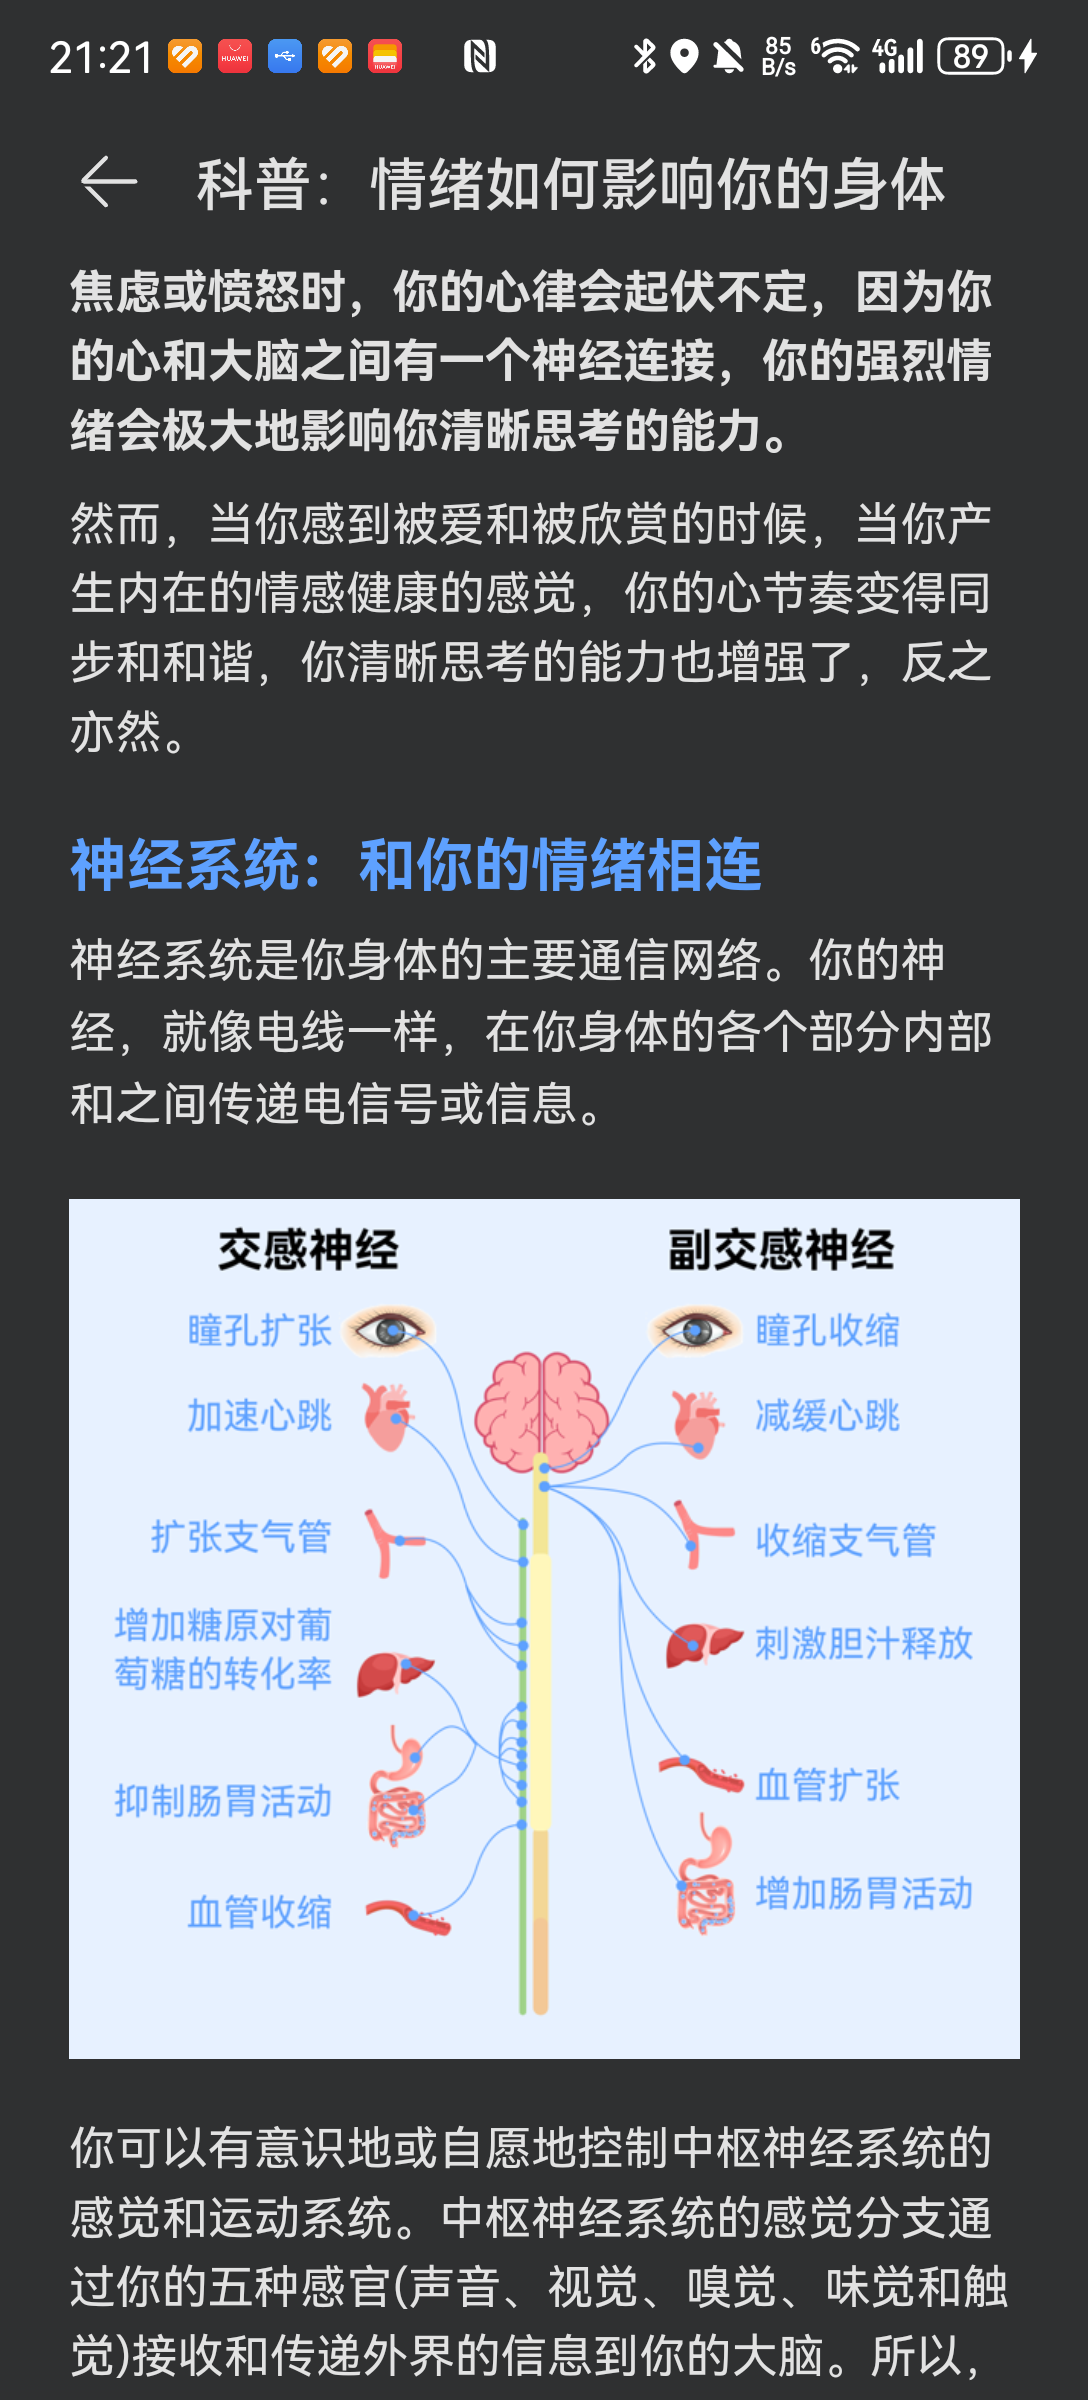 21:21
HUAWEI
HUAWEI
85
B/s
6
4G
89
科普：情绪如何影响你的身体
焦虑或愤怒时，你的心律会起伏不定，因为你
的心和大脑之间有一个神经连接，你的强烈情
绪会极大地影响你清晰思考的能力。
然而，当你感到被爱和被欣赏的时候，当你产
生内在的情感健康的感觉，你的心节奏变得同
步和和谐，你清晰思考的能力也增强了，反之
亦然。
神经系统：和你的情绪相连
神经系统是你身体的主要通信网络。你的神
经，就像电线一样，在你身体的各个部分内部
和之间传递电信号或信息。
交感神经
瞳孔扩张
加速心跳
扩张支气管
增加糖原对葡
萄糖的转化率
抑制肠胃活动
血管收缩
副交感神经
瞳孔收缩
减缓心跳
收缩支气管
刺激胆汁释放
血管扩张
增加肠胃活动
你可以有意识地或自愿地控制中枢神经系统的
感觉和运动系统。中枢神经系统的感觉分支通
过你的五种感官(声音、视觉、嗅觉、味觉和触
觉)接收和传递外界的信息到你的大脑。所以，